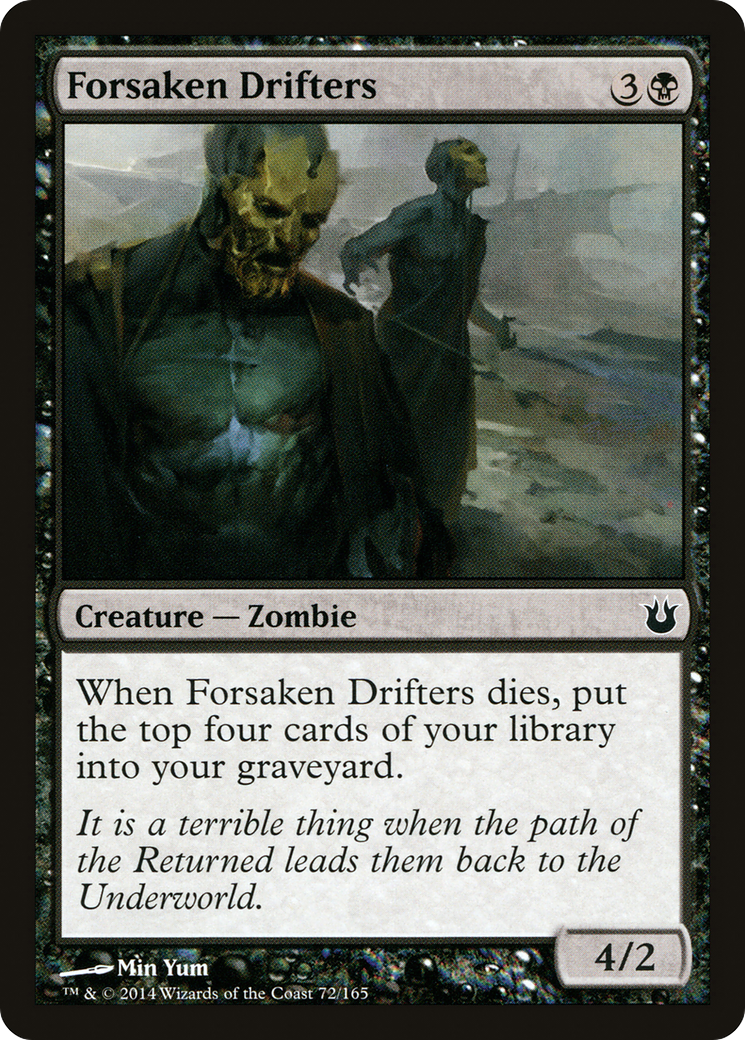 Forsaken Drifters 3
Creature — Zombie
When Forsaken Drifters dies, put
the top four cards of your library
into your graveyard.
It is a terrible thing when the path of
the Returned leads them back to the
Underworld.
4/2
Min Yum
™ & © 2014 Wizards of the Coast 72/165